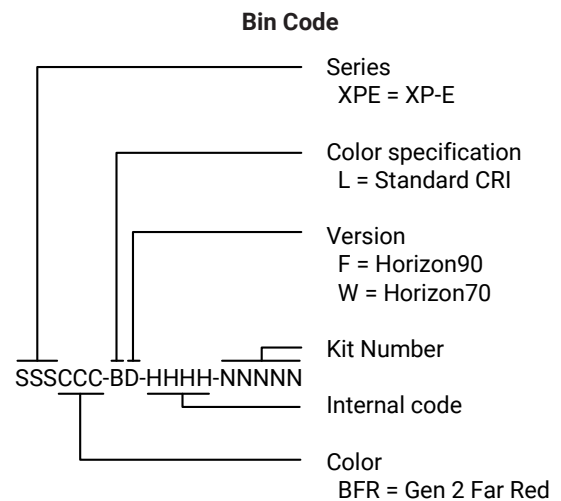 Bin Code
Series
XPE = XP-E
Color specification
L = Standard CRI
Version
F = Horizon90
W = Horizon70
Kit Number
SSSCCC-BD-HHHH-NNNNN
Internal code
Color
BFR = Gen 2 Far Red